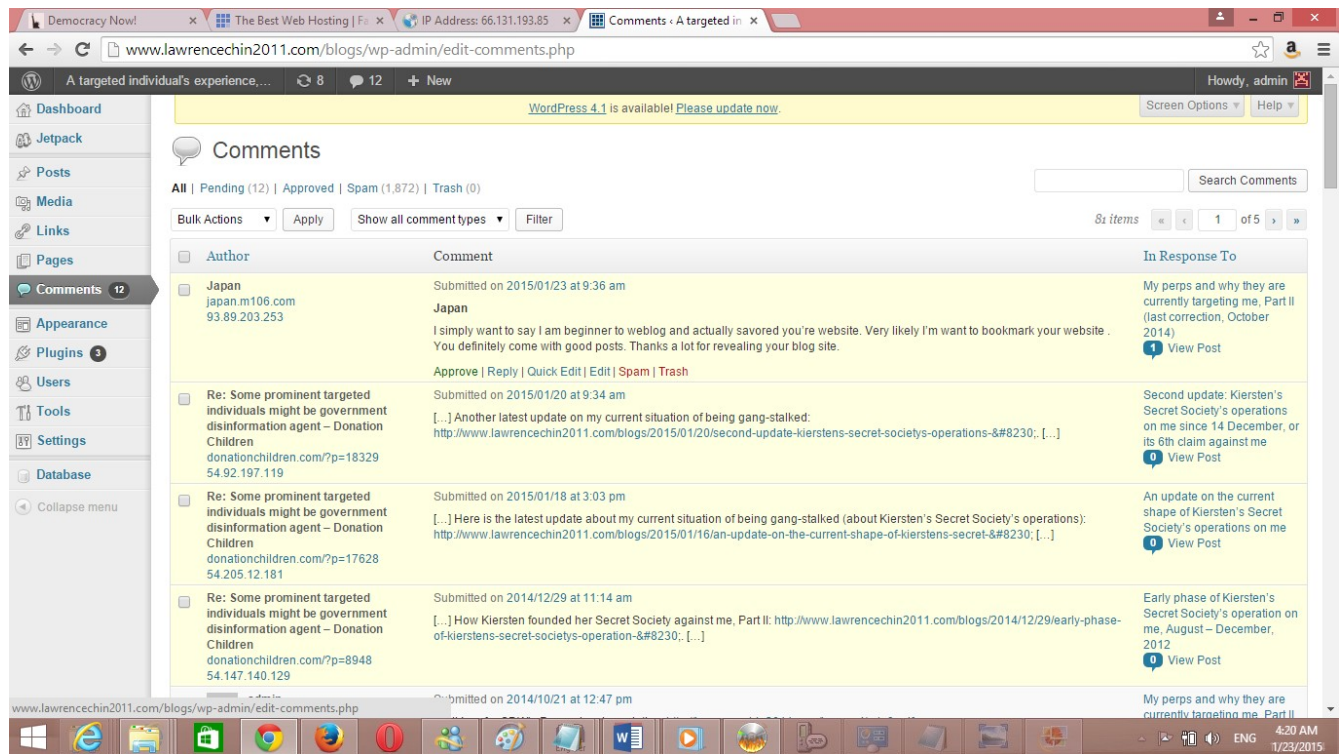 Democracy Now!
The Best Web Hosting | Fa
IP Address: 66.131.193.85
Comments ‹ A targeted in
www.lawrencechin2011.com/blogs/wp-admin/edit-comments.php
A targeted individual's experience,... 8 12 + New Howdy, admin
Dashboard
Jetpack
Posts
Media
Links
Pages
Comments 12
Appearance
Plugins 3
Users
Tools
Settings
Database
Collapse menu
WordPress 4.1 is available! Please update now.
Screen Options Help
Comments
All | Pending (12) | Approved | Spam (1,872) | Trash (0)
Search Comments
Bulk Actions Apply Show all comment types Filter
81 items « ‹ 1 of 5 › »
Author Comment In Response To
Japan
japan.m106.com
93.89.203.253
Submitted on 2015/01/23 at 9:36 am
Japan
I simply want to say I am beginner to weblog and actually savored you're website. Very likely I'm want to bookmark your website .
You definitely come with good posts. Thanks a lot for revealing your blog site.
Approve | Reply | Quick Edit | Edit | Spam | Trash
My perps and why they are
currently targeting me, Part II
(last correction, October
2014)
1 View Post
Re: Some prominent targeted
individuals might be government
disinformation agent – Donation
Children
donationchildren.com/?p=18329
54.92.197.119
Submitted on 2015/01/20 at 9:34 am
[…] Another latest update on my current situation of being gang-stalked:
http://www.lawrencechin2011.com/blogs/2015/01/20/second-update-kierstens-secret-societys-operations-&#8230;. […]
Second update: Kiersten's
Secret Society's operations
on me since 14 December, or
its 6th claim against me
0 View Post
Re: Some prominent targeted
individuals might be government
disinformation agent – Donation
Children
donationchildren.com/?p=17628
54.205.12.181
Submitted on 2015/01/18 at 3:03 pm
[…] Here is the latest update about my current situation of being gang-stalked (about Kiersten's Secret Society's operations):
http://www.lawrencechin2011.com/blogs/2015/01/16/an-update-on-the-current-shape-of-kierstens-secret-&#8230; […]
An update on the current
shape of Kiersten's Secret
Society's operations on me
0 View Post
Re: Some prominent targeted
individuals might be government
disinformation agent – Donation
Children
donationchildren.com/?p=8948
54.147.140.129
Submitted on 2014/12/29 at 11:14 am
[…] How Kiersten founded her Secret Society against me, Part II: http://www.lawrencechin2011.com/blogs/2014/12/29/early-phase-
of-kierstens-secret-societys-operation-&#8230;. […]
Early phase of Kiersten's
Secret Society's operation on
me, August – December,
2012
0 View Post
admin
Submitted on 2014/10/21 at 12:47 pm
My perps and why they are
currently targeting me, Part II
www.lawrencechin2011.com/blogs/wp-admin/edit-comments.php
ENG
4:20 AM
1/23/2015